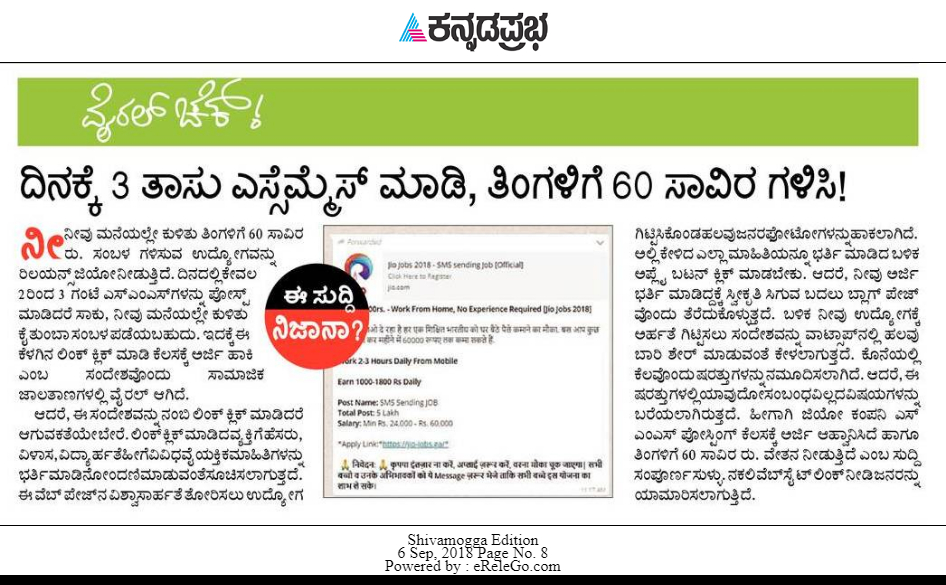 ಕನ್ನಡಪ್ರಭ
ವೈರಲ್ ಚೆಕ್!
ದಿನಕ್ಕೆ 3 ತಾಸು ಎಸ್ಸೆಮ್ಮೆಸ್ ಮಾಡಿ, ತಿಂಗಳಿಗೆ 60 ಸಾವಿರ ಗಳಿಸಿ!
ನೀನೀವು ಮನೆಯಲ್ಲೇ ಕುಳಿತು ತಿಂಗಳಿಗೆ 60 ಸಾವಿರ
ರು. ಸಂಬಳ ಗಳಿಸುವ ಉದ್ಯೋಗವನ್ನು
ರಿಲಯನ್ಸ್ ಜಿಯೋ ನೀಡುತ್ತಿದೆ. ದಿನದಲ್ಲಿ ಕೇವಲ
2ರಿಂದ 3 ಗಂಟೆ ಎಸ್‌ಎಂಎಸ್‌ಗಳನ್ನು ಪೋಸ್ಟ್
ಮಾಡಿದರೆ ಸಾಕು, ನೀವು ಮನೆಯಲ್ಲೇ ಕುಳಿತು
ಕೈತುಂಬಾ ಸಂಬಳ ಪಡೆಯಬಹುದು. ಇದಕ್ಕೆ ಈ
ಕೆಳಗಿನ ಲಿಂಕ್ ಕ್ಲಿಕ್ ಮಾಡಿ ಕೆಲಸಕ್ಕೆ ಅರ್ಜಿ ಹಾಕಿ
ಎಂಬ ಸಂದೇಶವೊಂದು ಸಾಮಾಜಿಕ
ಜಾಲತಾಣಗಳಲ್ಲಿ ವೈರಲ್ ಆಗಿದೆ.
ಆದರೆ, ಈ ಸಂದೇಶವನ್ನು ನಂಬಿ ಲಿಂಕ್ ಕ್ಲಿಕ್ ಮಾಡಿದರೆ
ಆಗುವ ಕತೆಯೇ ಬೇರೆ. ಲಿಂಕ್ ಕ್ಲಿಕ್ ಮಾಡಿದ ವ್ಯಕ್ತಿಗೆ ಹೆಸರು,
ವಿಳಾಸ, ವಿದ್ಯಾರ್ಹತೆ ಹೀಗೆ ವಿವಿಧ ವೈಯಕ್ತಿಕ ಮಾಹಿತಿಗಳನ್ನು
ಭರ್ತಿ ಮಾಡಿ ನೋಂದಣಿ ಮಾಡುವಂತೆ ಸೂಚಿಸಲಾಗುತ್ತದೆ.
ಈ ವೆಬ್ ಪೇಜ್‌ನ ವಿಶ್ವಾಸಾರ್ಹತೆ ತೋರಿಸಲು ಉದ್ಯೋಗ
ಈ ಸುದ್ದಿ
ನಿಜಾನಾ?
Forwarded
Jio Jobs 2018 - SMS sending Job [Official]
Click Here to Register
jio.com
00rs. - Work From Home, No Experience Required [Jio Jobs 2018]
ओ दे रहा है हर एक शिक्षित भारतीय को घर बैठे पैसे कमाने का मौका. बस आप कुछ
कर महीने में 60000 रूपए तक कमा सकते हैं.
ork 2-3 Hours Daily From Mobile
Earn 1000-1800 Rs Daily
Post Name: SMS Sending JOB
Total Post: 5 Lakh
Salary: Min Rs. 24,000 - Rs. 60,000
*Apply Link:*https://jio-jobs.ga/*
🙏 निवेदन: 🙏 कृपया इंतज़ार ना करें, अप्लाई ज़रूर करें, वरना मौका चूक जाएगा| सभी
बच्चो व उनके अभिभावकों को ये Message ज़रूर भेजे ताकि सभी बच्चे इस योजना का
लाभ ले सकें|
11:17 AM
ಗಿಟ್ಟಿಸಿಕೊಂಡ ಹಲವು ಜನರ ಫೋಟೋಗಳನ್ನು ಹಾಕಲಾಗಿದೆ.
ಅಲ್ಲಿ ಕೇಳಿದ ಎಲ್ಲಾ ಮಾಹಿತಿಯನ್ನೂ ಭರ್ತಿ ಮಾಡಿದ ಬಳಿಕ
ಅಪ್ಲೈ ಬಟನ್ ಕ್ಲಿಕ್ ಮಾಡಬೇಕು. ಆದರೆ, ನೀವು ಅರ್ಜಿ
ಭರ್ತಿ ಮಾಡಿದ್ದಕ್ಕೆ ಸ್ವೀಕೃತಿ ಸಿಗುವ ಬದಲು ಬ್ಲಾಗ್ ಪೇಜ್
ವೊಂದು ತೆರೆದುಕೊಳ್ಳುತ್ತದೆ. ಬಳಿಕ ನೀವು ಉದ್ಯೋಗಕ್ಕೆ
ಅರ್ಹತೆ ಗಿಟ್ಟಿಸಲು ಸಂದೇಶವನ್ನು ವಾಟ್ಸಾಪ್‌ನಲ್ಲಿ ಹಲವು
ಬಾರಿ ಶೇರ್ ಮಾಡುವಂತೆ ಕೇಳಲಾಗುತ್ತದೆ. ಕೊನೆಯಲ್ಲಿ
ಕೆಲವೊಂದು ಷರತ್ತುಗಳನ್ನು ನಮೂದಿಸಲಾಗಿದೆ. ಆದರೆ, ಈ
ಷರತ್ತುಗಳಲ್ಲಿ ಯಾವುದೋ ಸಂಬಂಧವಿಲ್ಲದ ವಿಷಯಗಳನ್ನು
ಬರೆಯಲಾಗಿರುತ್ತದೆ. ಹೀಗಾಗಿ ಜಿಯೋ ಕಂಪನಿ ಎಸ್
ಎಂಎಸ್ ಪೋಸ್ಟಿಂಗ್ ಕೆಲಸಕ್ಕೆ ಅರ್ಜಿ ಆಹ್ವಾನಿಸಿದೆ ಹಾಗೂ
ತಿಂಗಳಿಗೆ 60 ಸಾವಿರ ರು. ವೇತನ ನೀಡುತ್ತಿದೆ ಎಂಬ ಸುದ್ದಿ
ಸಂಪೂರ್ಣ ಸುಳ್ಳು. ನಕಲಿ ವೆಬ್‌ಸೈಟ್ ಲಿಂಕ್ ನೀಡಿ ಜನರನ್ನು
ಯಾಮಾರಿಸಲಾಗುತ್ತಿದೆ.
Shivamogga Edition
6 Sep, 2018 Page No. 8
Powered by : eReleGo.com